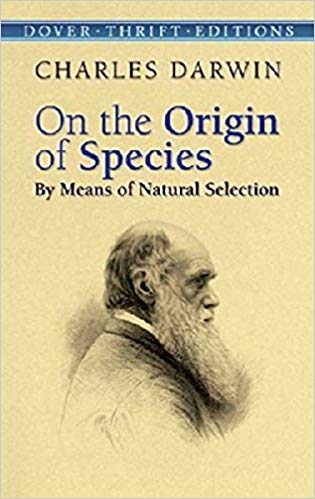 DOVER · THRIFT · EDITIONS
CHARLES DARWIN
On the Origin
of Species
By Means of Natural Selection